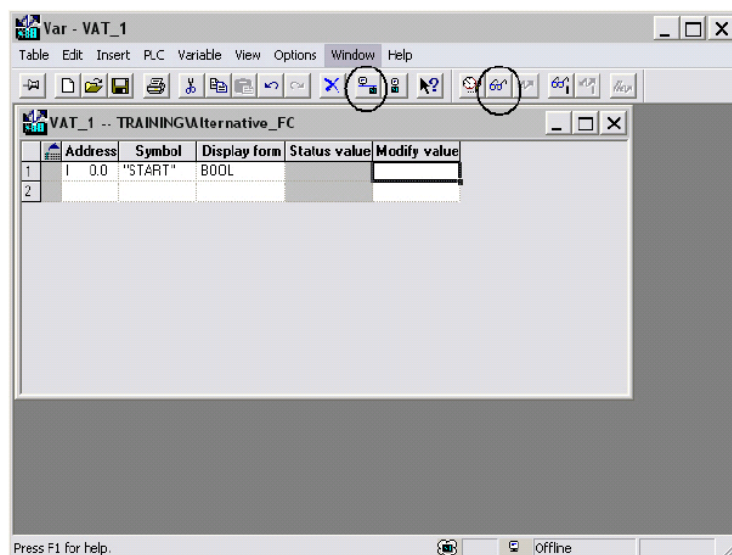 Var - VAT_1
Table Edit Insert PLC Variable View Options Window Help
VAT_1 -- TRAINING\Alternative_FC
Address Symbol Display form Status value Modify value
1 I 0.0 "START" BOOL
2
Press F1 for help. Offline